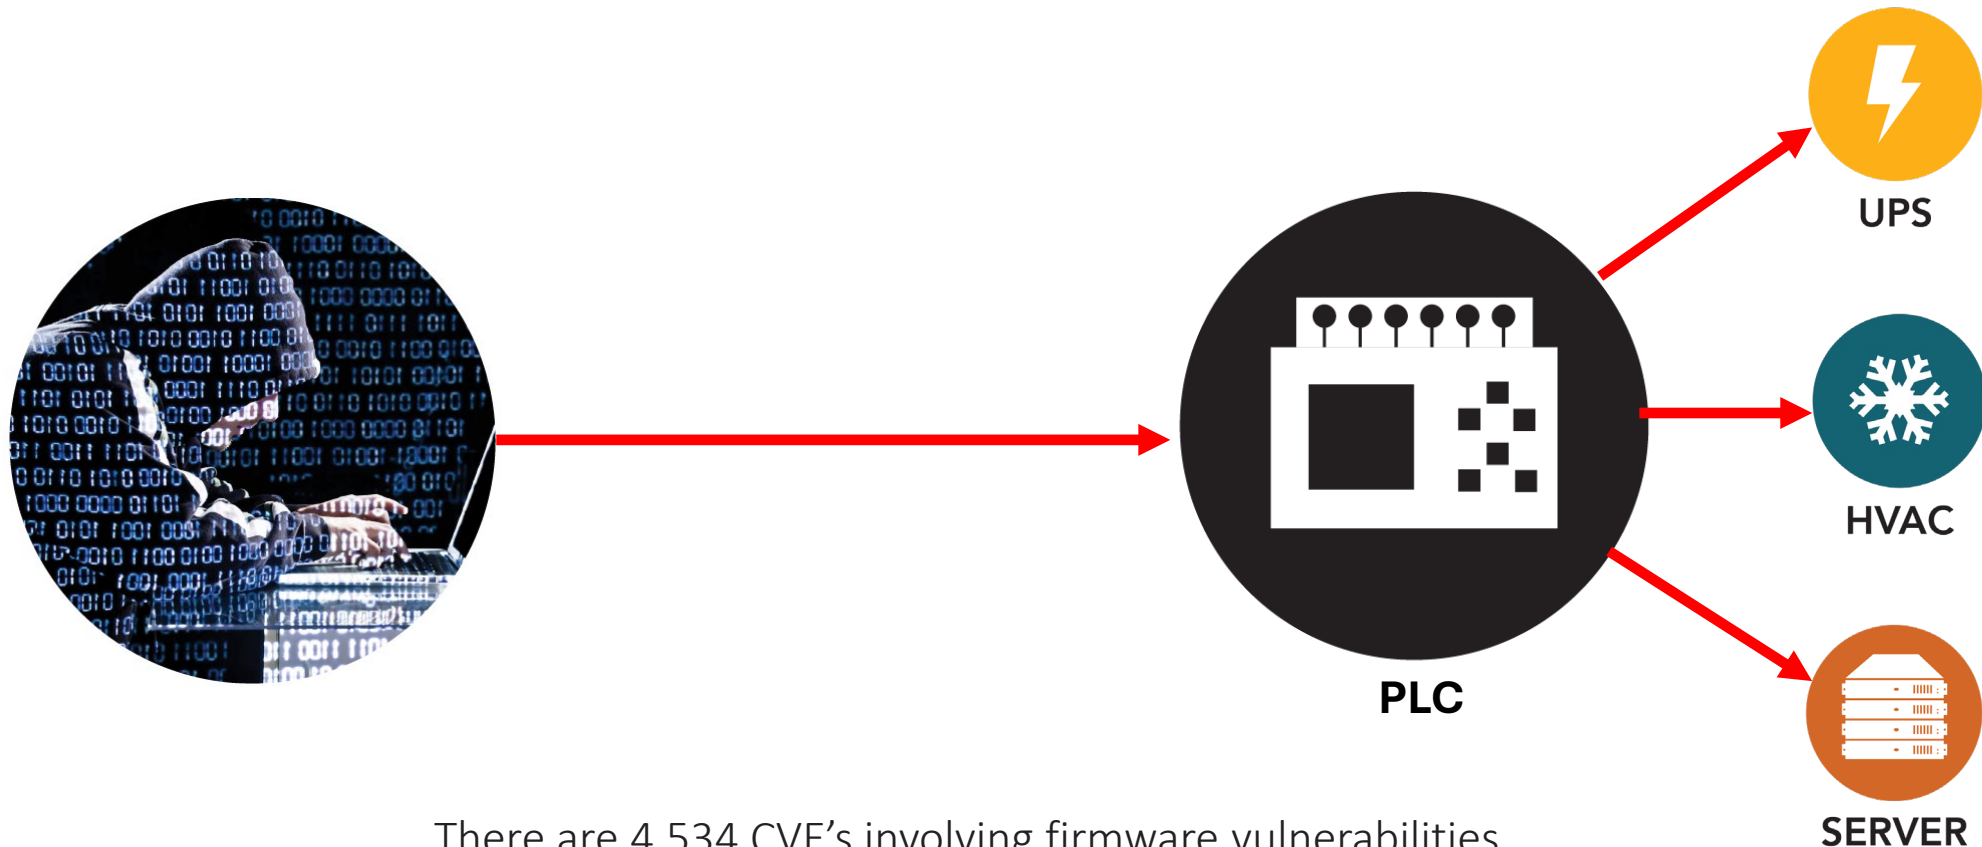 UPS
HVAC
PLC
SERVER
There are 4,534 CVE's involving firmware vulnerabilities